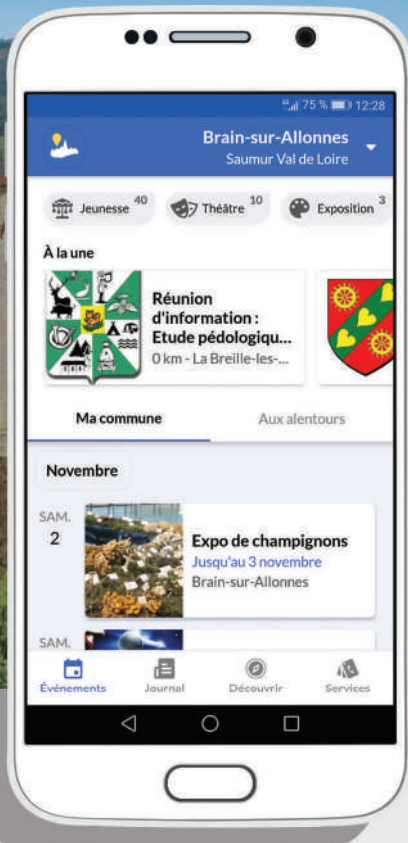 75 % 12:28
Brain-sur-Allonnes
Saumur Val de Loire
Jeunesse 40 Théâtre 10 Exposition 3
À la une
Réunion
d'information :
Etude pédologiqu...
0 km - La Breille-les-...
Ma commune Aux alentours
Novembre
SAM.
2
Expo de champignons
Jusqu'au 3 novembre
Brain-sur-Allonnes
SAM.
Événements Journal Découvrir Services